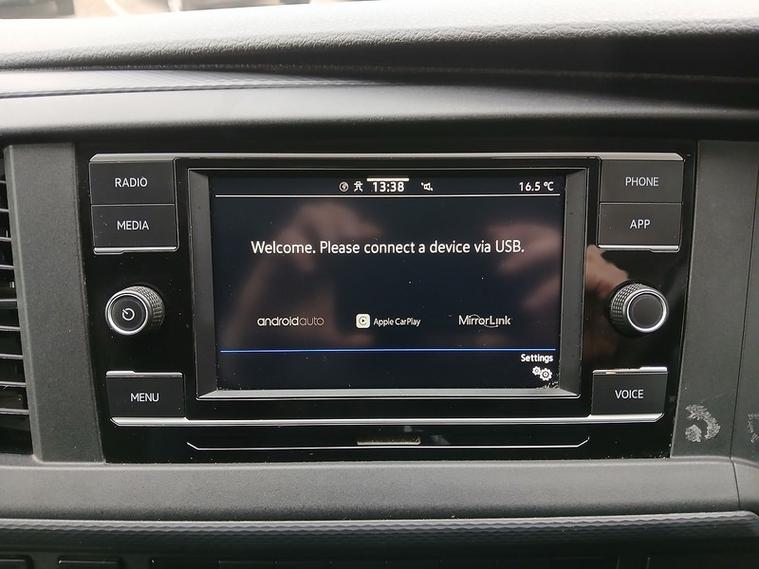 RADIO
MEDIA
MENU
13:38
16.5 °C
Welcome. Please connect a device via USB.
androidauto
Apple CarPlay
MirrorLink
Settings
PHONE
APP
VOICE